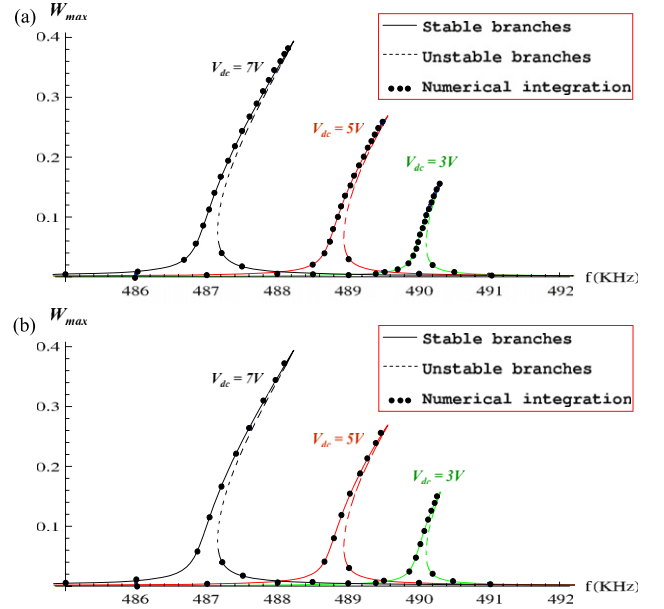 (a)
W_max
0.4
0.3
0.2
0.1
V_dc = 7V
V_dc = 5V
V_dc = 3V
Stable branches
Unstable branches
Numerical integration
486 487 488 489 490 491 492
f(KHz)
(b)
W_max
0.4
0.3
0.2
0.1
V_dc = 7V
V_dc = 5V
V_dc = 3V
Stable branches
Unstable branches
Numerical integration
486 487 488 489 490 491 492
f(KHz)